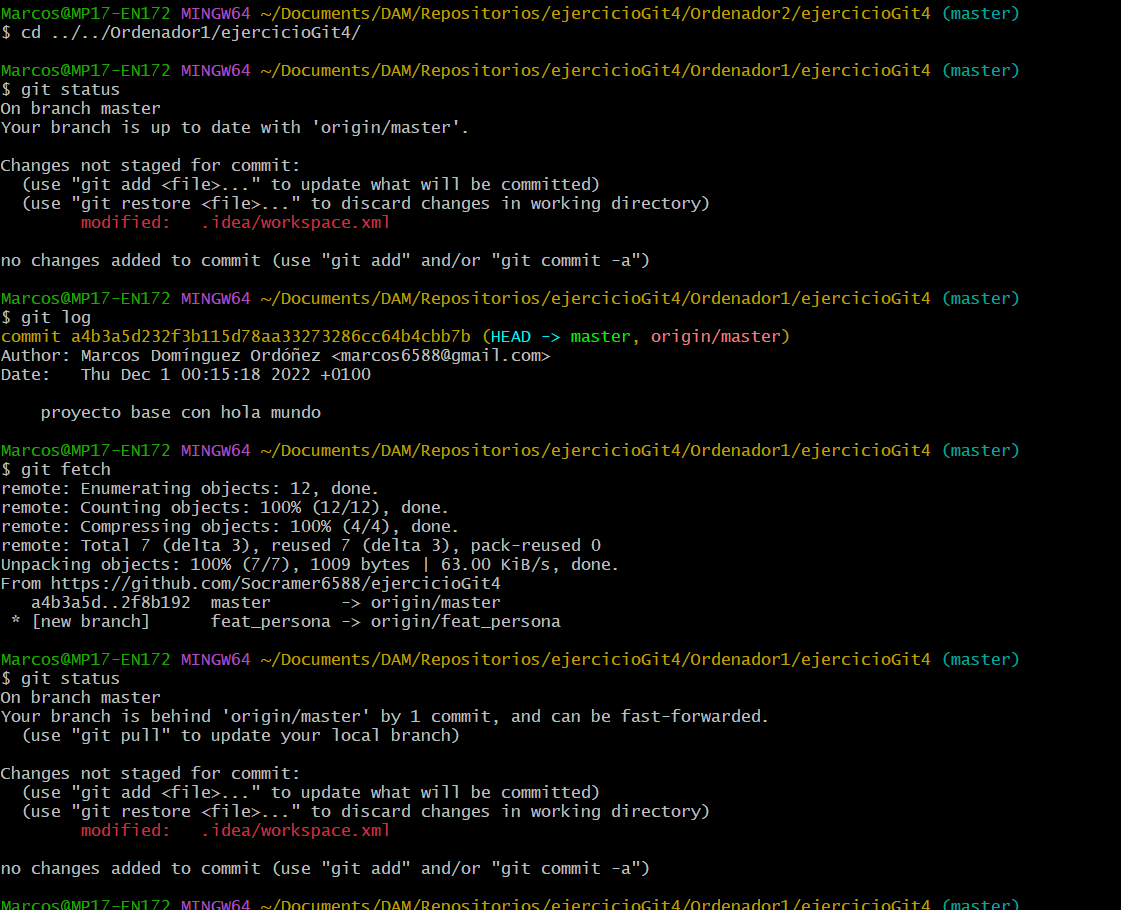 Marcos@MP17-EN172 MINGW64 ~/Documents/DAM/Repositorios/ejercicioGit4/Ordenador2/ejercicioGit4 (master)
$ cd ../../Ordenador1/ejercicioGit4/
Marcos@MP17-EN172 MINGW64 ~/Documents/DAM/Repositorios/ejercicioGit4/Ordenador1/ejercicioGit4 (master)
$ git status
On branch master
Your branch is up to date with 'origin/master'.
Changes not staged for commit:
  (use "git add <file>..." to update what will be committed)
  (use "git restore <file>..." to discard changes in working directory)
        modified:   .idea/workspace.xml
no changes added to commit (use "git add" and/or "git commit -a")
Marcos@MP17-EN172 MINGW64 ~/Documents/DAM/Repositorios/ejercicioGit4/Ordenador1/ejercicioGit4 (master)
$ git log
commit a4b3a5d232f3b115d78aa33273286cc64b4cbb7b (HEAD -> master, origin/master)
Author: Marcos Domínguez Ordóñez <marcos6588@gmail.com>
Date:   Thu Dec 1 00:15:18 2022 +0100
    proyecto base con hola mundo
Marcos@MP17-EN172 MINGW64 ~/Documents/DAM/Repositorios/ejercicioGit4/Ordenador1/ejercicioGit4 (master)
$ git fetch
remote: Enumerating objects: 12, done.
remote: Counting objects: 100% (12/12), done.
remote: Compressing objects: 100% (4/4), done.
remote: Total 7 (delta 3), reused 7 (delta 3), pack-reused 0
Unpacking objects: 100% (7/7), 1009 bytes | 63.00 KiB/s, done.
From https://github.com/Socramer6588/ejercicioGit4
   a4b3a5d..2f8b192  master       -> origin/master
 * [new branch]      feat_persona -> origin/feat_persona
Marcos@MP17-EN172 MINGW64 ~/Documents/DAM/Repositorios/ejercicioGit4/Ordenador1/ejercicioGit4 (master)
$ git status
On branch master
Your branch is behind 'origin/master' by 1 commit, and can be fast-forwarded.
  (use "git pull" to update your local branch)
Changes not staged for commit:
  (use "git add <file>..." to update what will be committed)
  (use "git restore <file>..." to discard changes in working directory)
        modified:   .idea/workspace.xml
no changes added to commit (use "git add" and/or "git commit -a")
Marcos@MP17-EN172 MINGW64 ~/Documents/DAM/Repositorios/ejercicioGit4/Ordenador1/ejercicioGit4 (master)